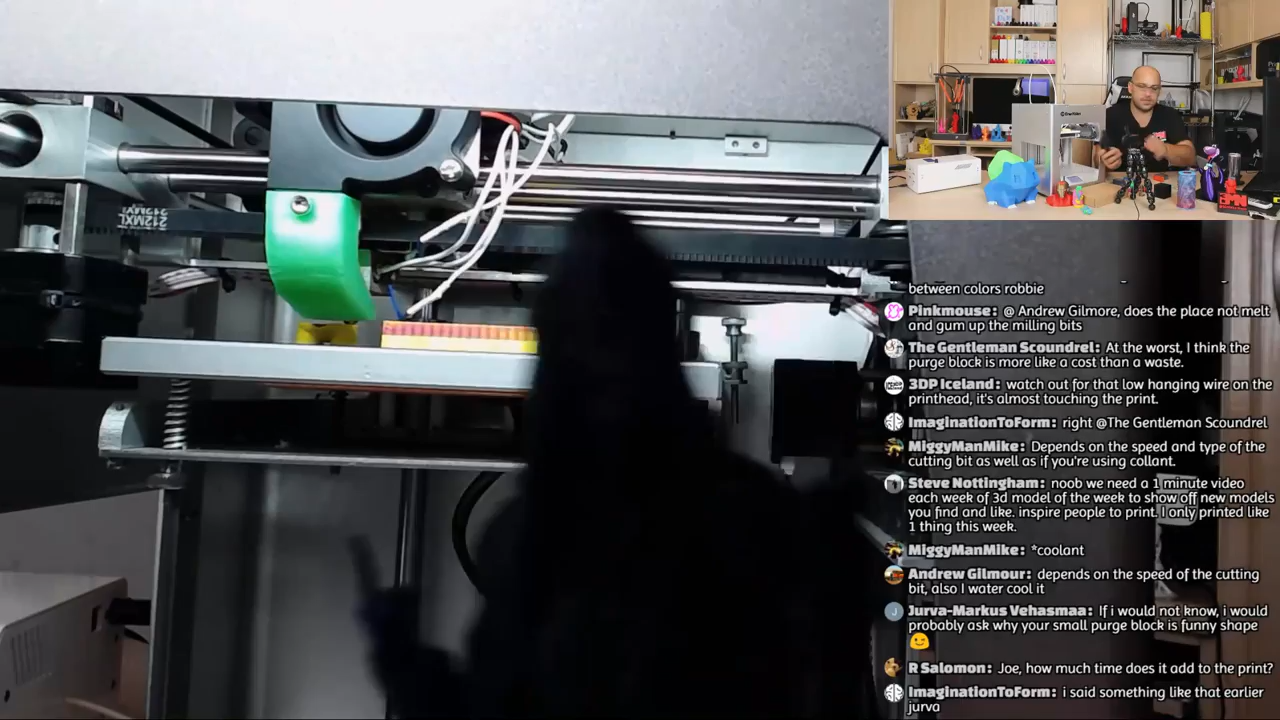 212MXL
between colors robbie
Pinkmouse: @ Andrew Gilmore, does the place not melt
and gum up the milling bits
The Gentleman Scoundrel: At the worst, I think the
purge block is more like a cost than a
waste.
3DP Iceland: watch out for that low hanging wire on the
printhead, it's almost touching the print.
ImaginationToForm: right @The Gentleman Scoundrel
MiggyManMike: Depends on the speed and type of the
cutting bit as well as if you're using collant.
Steve Nottingham: noob we need a 1 minute video
each week of 3d model of the week to show off new models
you find and like. inspire people to print. I only printed like
1 thing this week.
MiggyManMike: *coolant
Andrew Gilmour: depends on the speed of the cutting
bit, also I water cool it
Jurva-Markus Vehasmaa: If i would not know, i would
probably ask why your small purge block is funny shape
R Salomon: Joe, how much time does it add to the print?
ImaginationToForm: i said something like that earlier
jurva